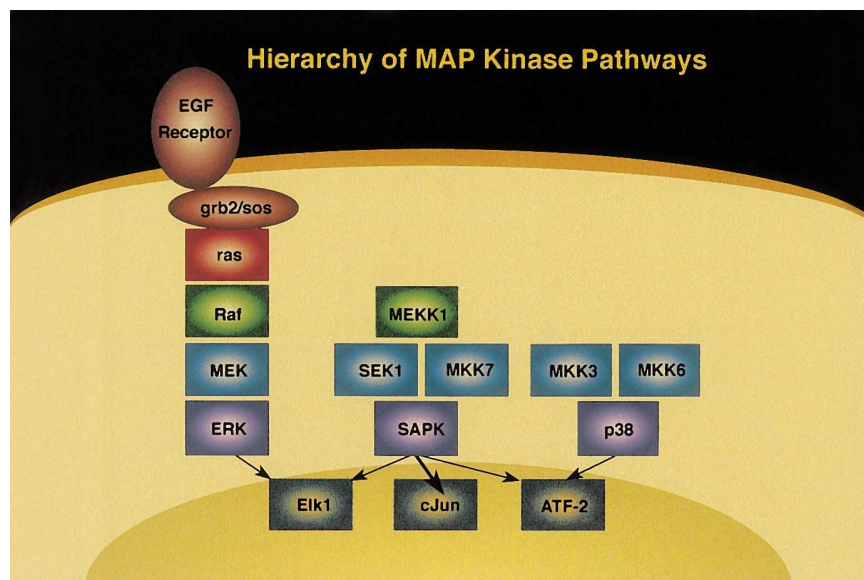 Hierarchy of MAP Kinase Pathways
EGF
Receptor
grb2/sos
ras
Raf
MEKK1
MEK
SEK1
MKK7
MKK3
MKK6
ERK
SAPK
p38
Elk1
cJun
ATF-2